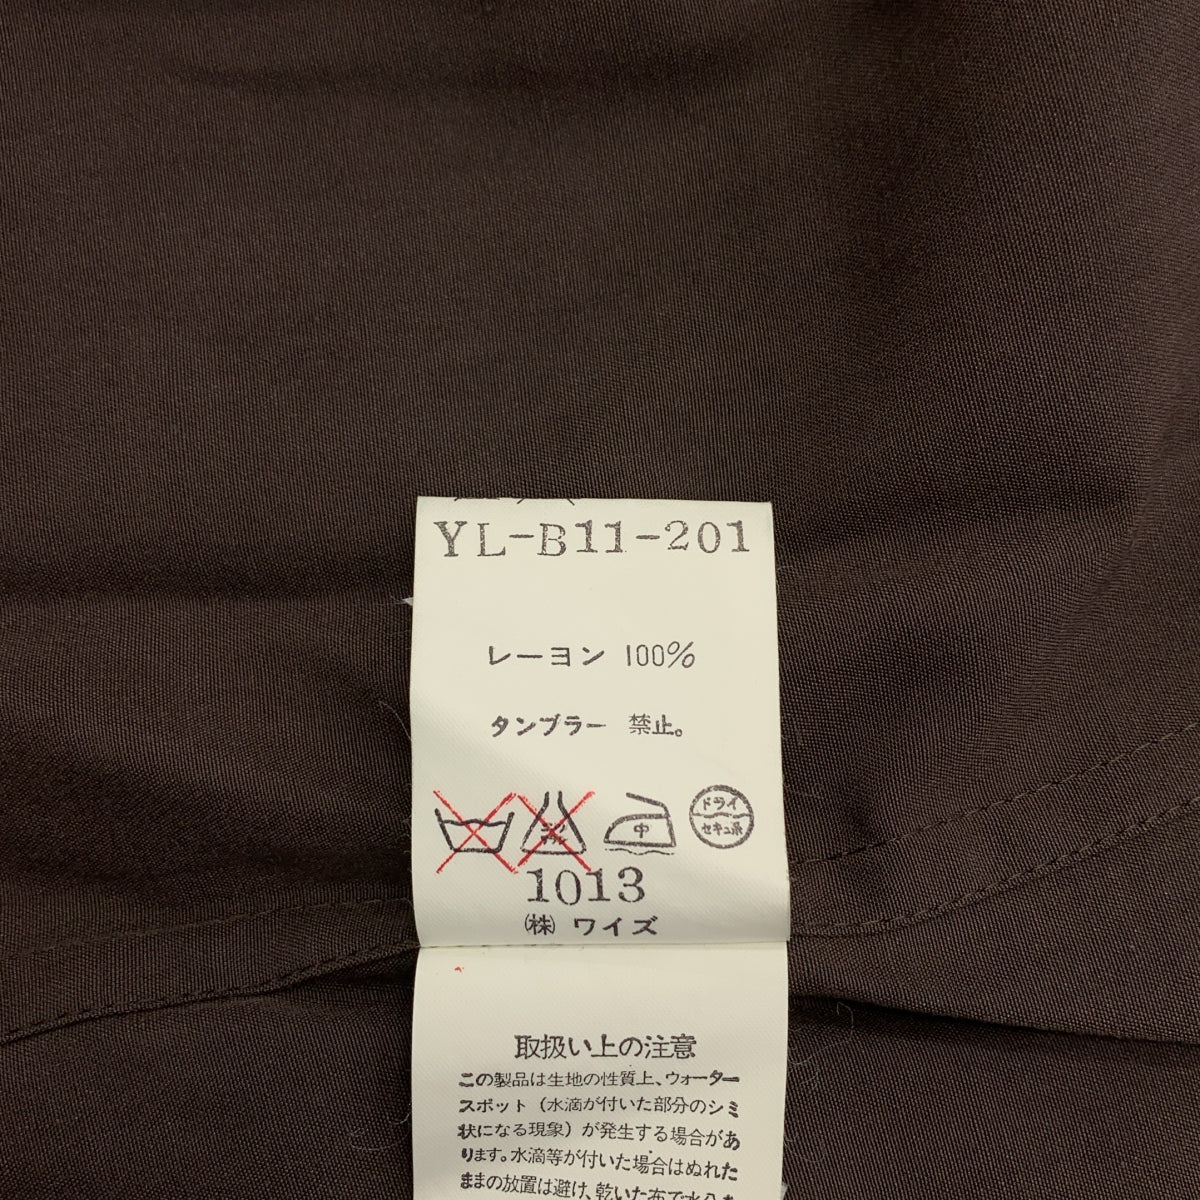 YL-B11-201
レーヨン 100%
タンブラー 禁止。
中
ドライ
セキユ系
1013
㈱ ワイズ
取扱い上の注意
この製品は生地の性質上、ウォーター
スポット（水滴が付いた部分のシミ
状になる現象）が発生する場合があ
ります。水滴等が付いた場合はぬれた
ままの放置は避け、乾いた布で水分を